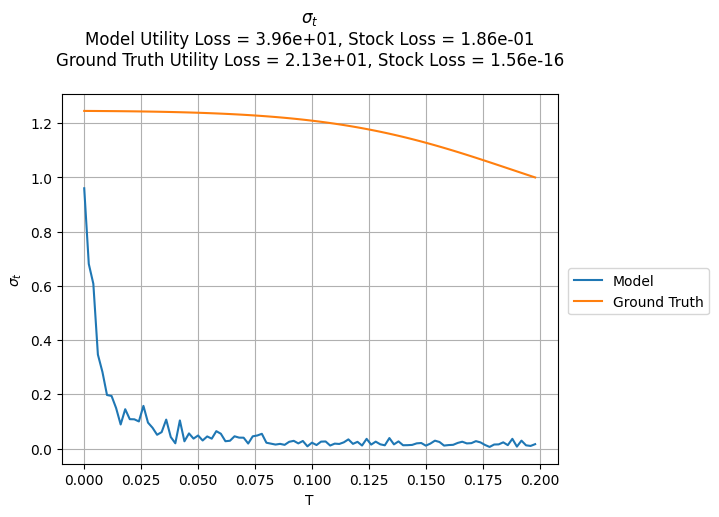 σt
Model Utility Loss = 3.96e+01, Stock Loss = 1.86e-01
Ground Truth Utility Loss = 2.13e+01, Stock Loss = 1.56e-16
σt
1.2
1.0
0.8
0.6
0.4
0.2
0.0
0.000 0.025 0.050 0.075 0.100 0.125 0.150 0.175 0.200
T
Model
Ground Truth